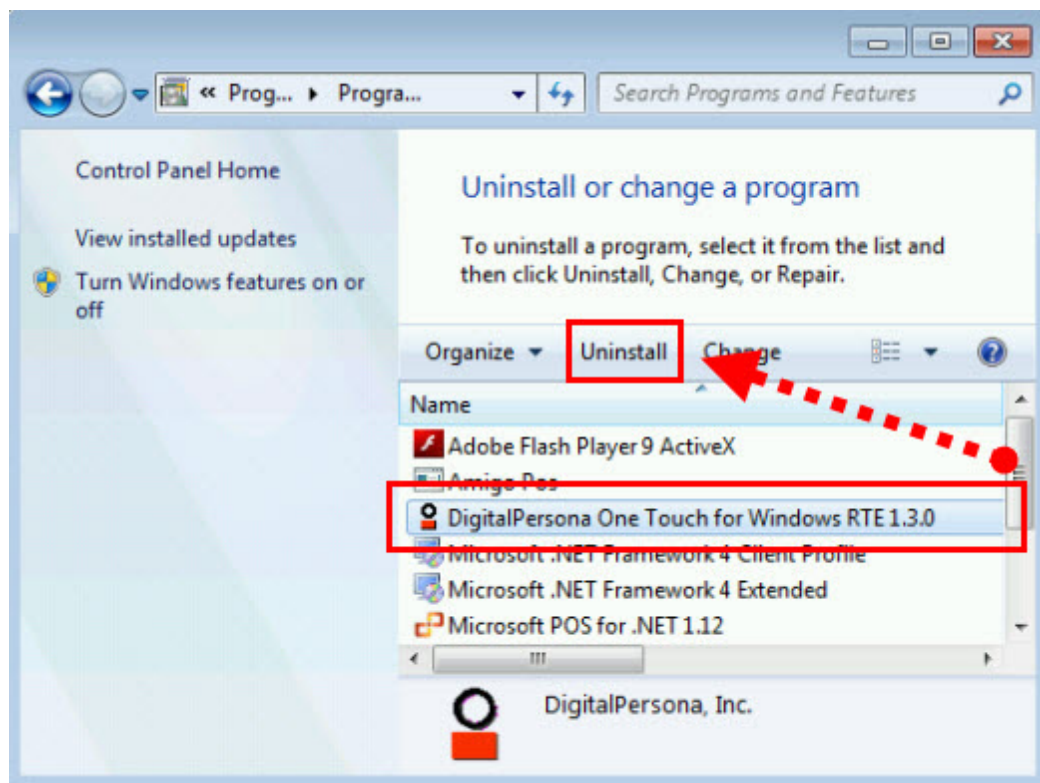 « Prog... ▸ Progra...
Search Programs and Features
Control Panel Home
View installed updates
Turn Windows features on or
off
Uninstall or change a program
To uninstall a program, select it from the list and
then click Uninstall, Change, or Repair.
Organize Uninstall Change
Name
Adobe Flash Player 9 ActiveX
Amigo Pos
DigitalPersona One Touch for Windows RTE 1.3.0
Microsoft .NET Framework 4 Client Profile
Microsoft .NET Framework 4 Extended
Microsoft POS for .NET 1.12
DigitalPersona, Inc.